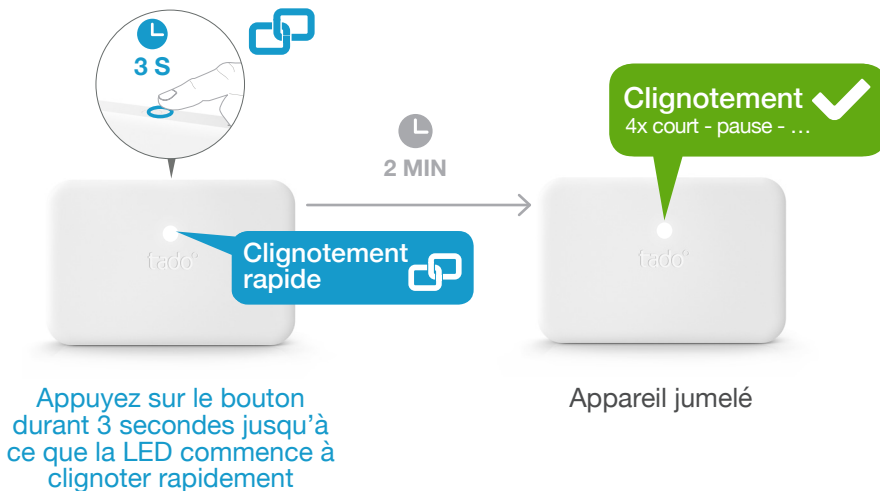 3 S
2 MIN
Clignotement
4x court - pause - …
tado°
Clignotement
rapide
tado°
Appuyez sur le bouton
durant 3 secondes jusqu’à
ce que la LED commence à
clignoter rapidement
Appareil jumelé